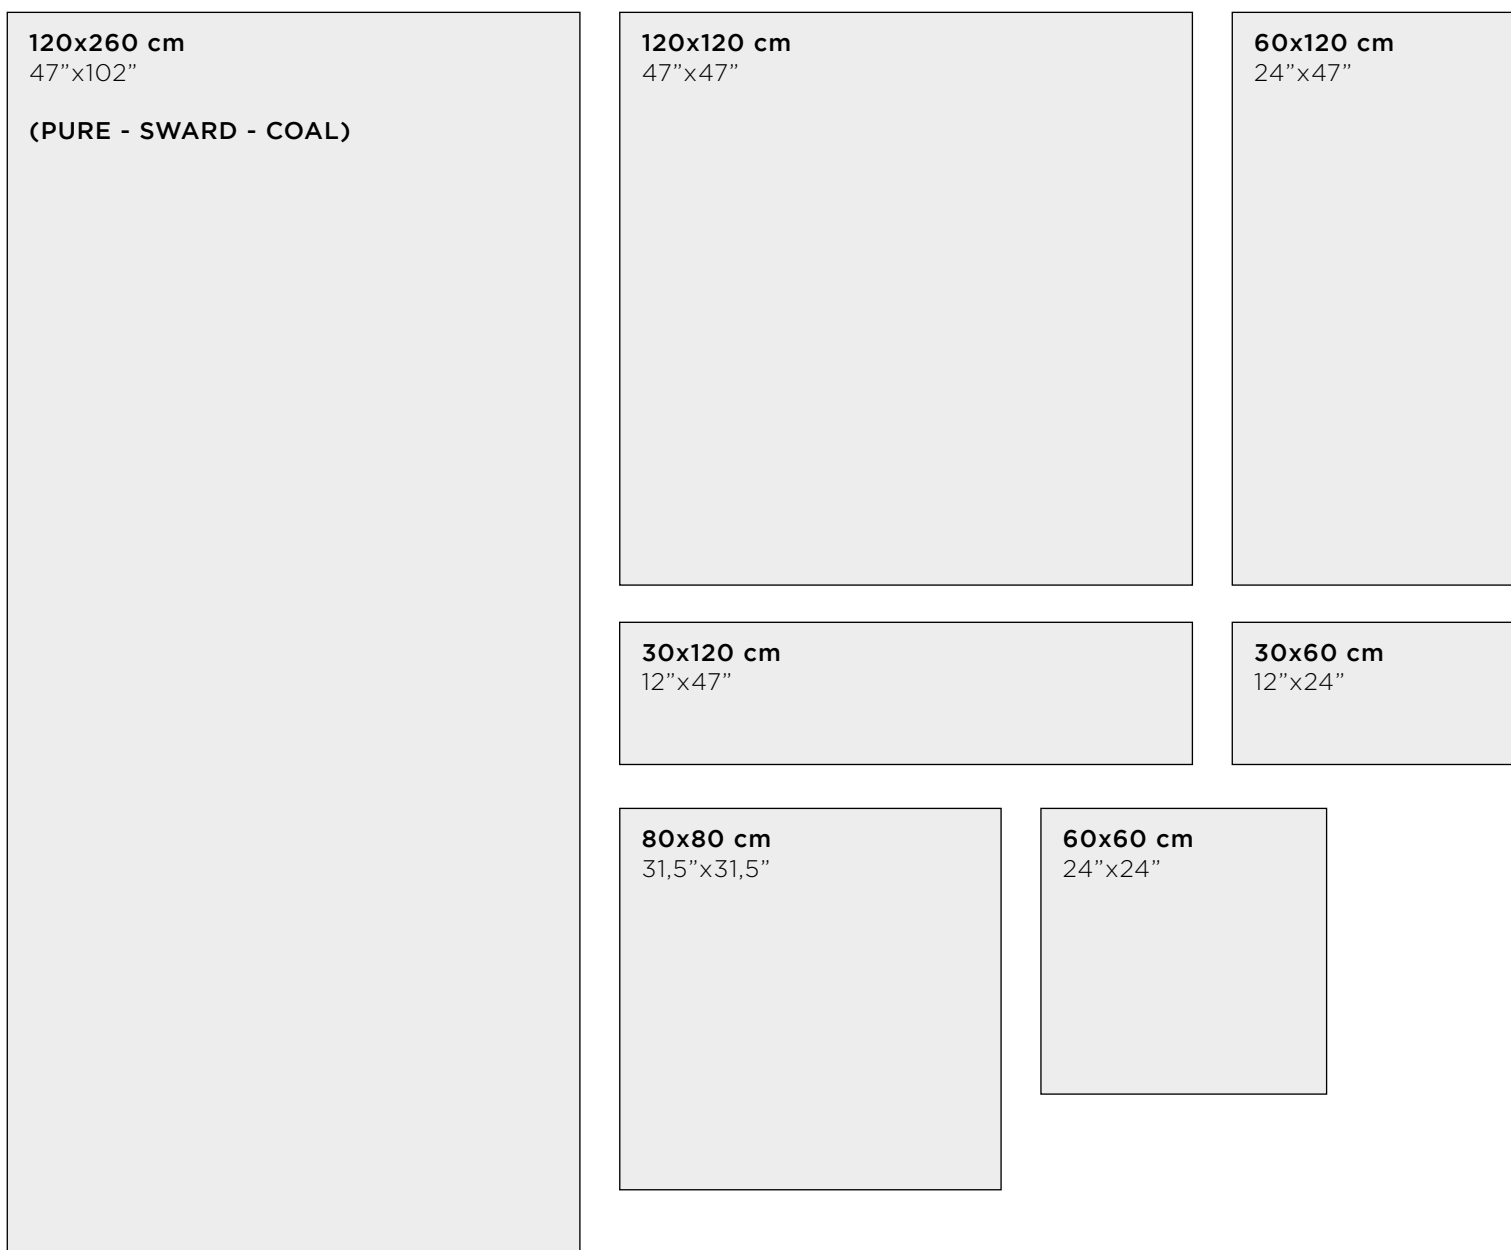 120x260 cm
47”x102”
(PURE - SWARD - COAL)
120x120 cm
47”x47”
60x120 cm
24”x47”
30x120 cm
12”x47”
30x60 cm
12”x24”
80x80 cm
31,5”x31,5”
60x60 cm
24”x24”